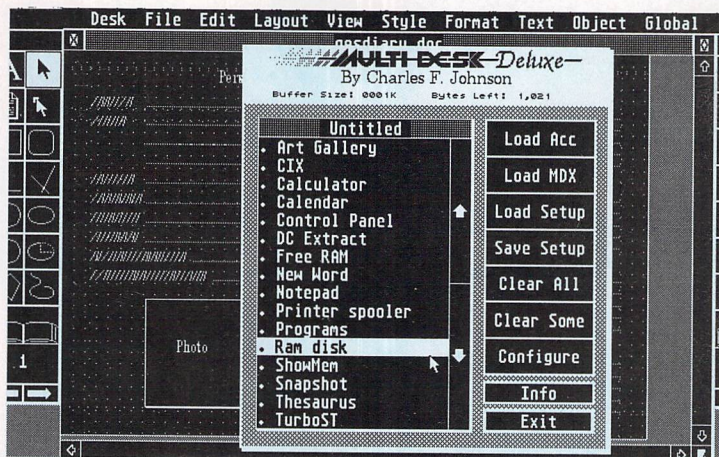 Desk File Edit Layout View Style Format Text Object Global
MULTI DESK Deluxe
By Charles F. Johnson
Buffer Size: 0001K Bytes Left: 1,021
Untitled
Art Gallery
CIX
Calculator
Calendar
Control Panel
DC Extract
Free RAM
New Word
Notepad
Printer spooler
Programs
Ram disk
ShowMem
Snapshot
Thesaurus
TurboST
Load Acc
Load MDX
Load Setup
Save Setup
Clear All
Clear Some
Configure
Info
Exit
A
Photo
1